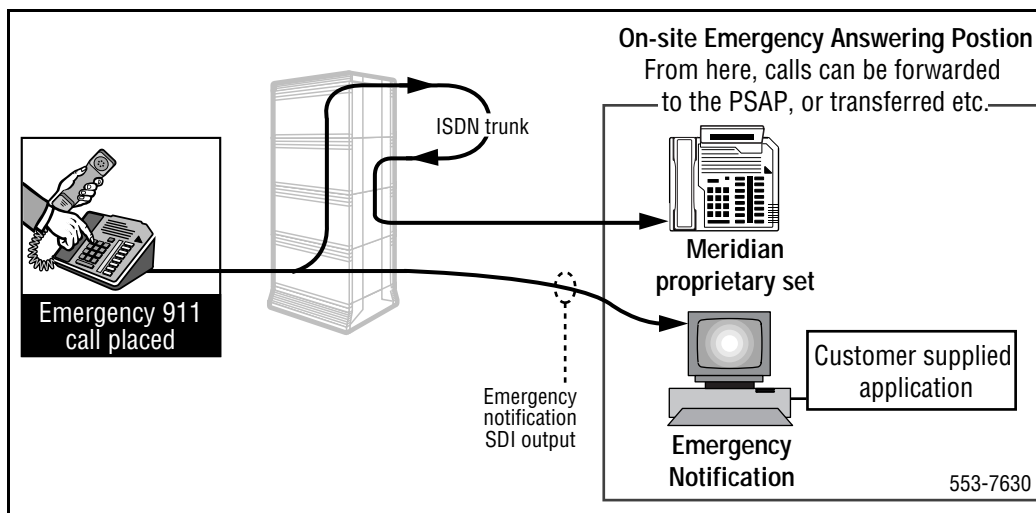 On-site Emergency Answering Postion
From here, calls can be forwarded
to the PSAP, or transferred etc.
ISDN trunk
Meridian
proprietary set
Emergency 911
call placed
Emergency
notification
SDI output
Customer supplied
application
Emergency
Notification
553-7630